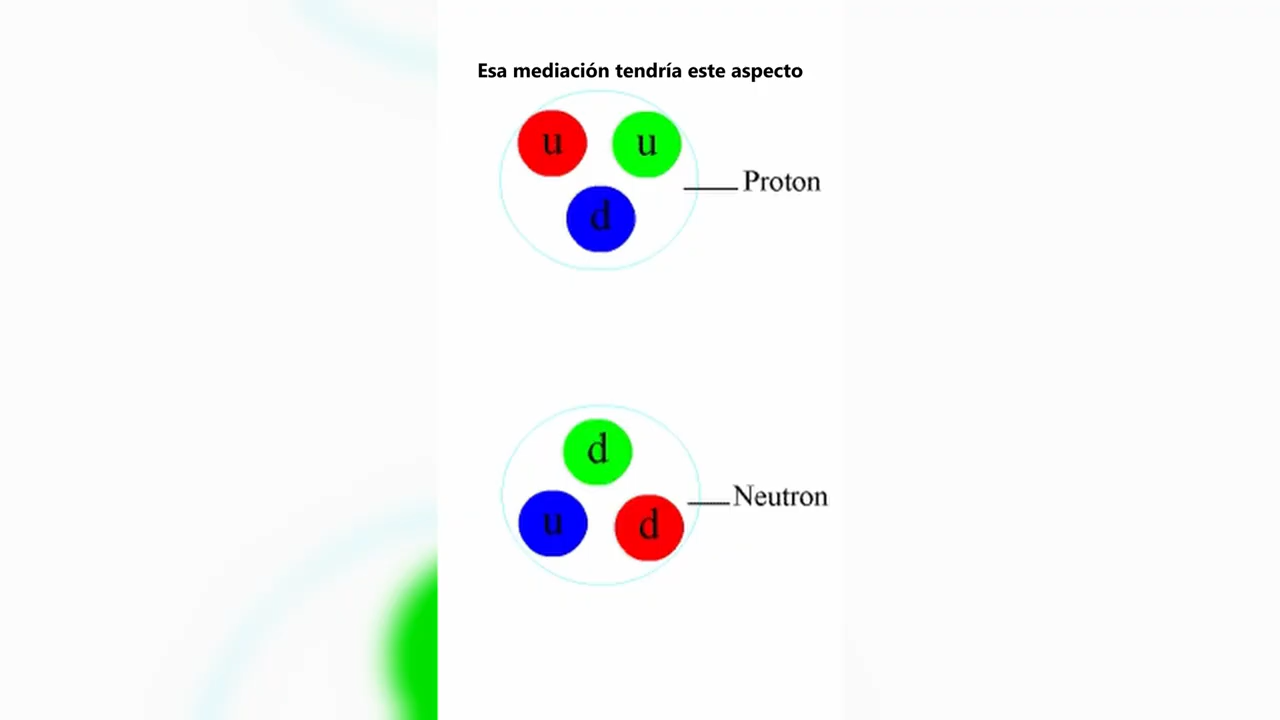 Esa mediación tendría este aspecto
u u
Proton
d
d
Neutron
u d